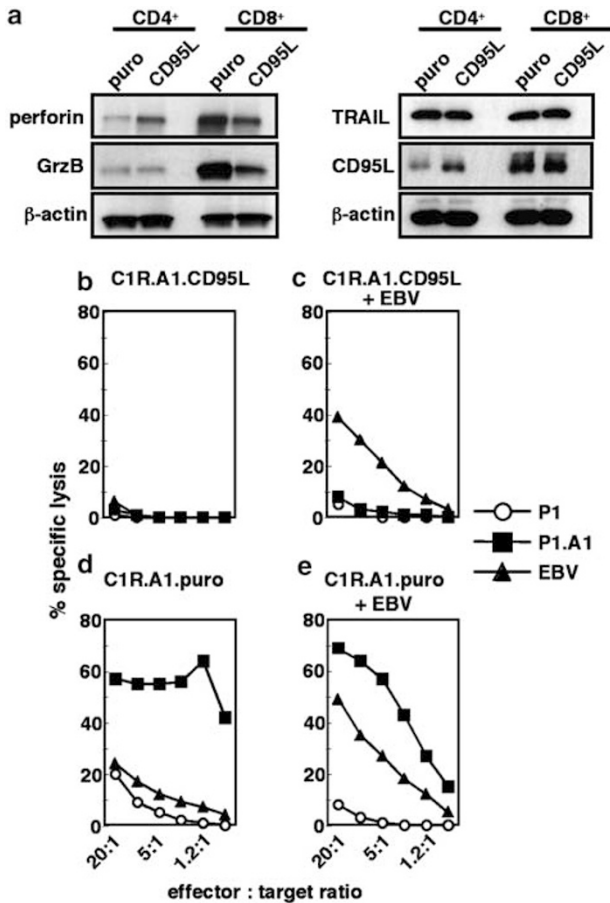 a
CD4+ CD8+
puro CD95L puro CD95L
perforin
GrzB
β-actin
CD4+ CD8+
puro CD95L puro CD95L
TRAIL
CD95L
β-actin
b C1R.A1.CD95L
80
60
40
20
0
c C1R.A1.CD95L
+ EBV
80
60
40
20
0
% specific lysis
P1
P1.A1
EBV
d C1R.A1.puro
80
60
40
20
0
20:1 5:1 1.2:1
e C1R.A1.puro
+ EBV
80
60
40
20
0
20:1 5:1 1.2:1
effector : target ratio